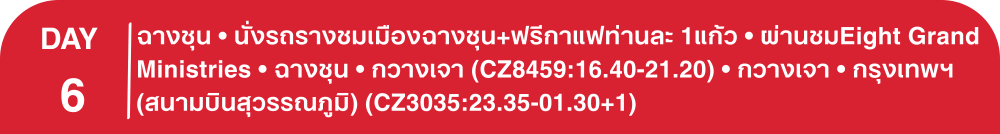 DAY
6
ฉางชุน • นั่งรถรางชมเมืองฉางชุน+ฟรีกาแฟท่านละ 1แก้ว • ผ่านชมEight Grand
Ministries • ฉางชุน • กวางเจา (CZ8459:16.40-21.20) • กวางเจา • กรุงเทพฯ
(สนามบินสุวรรณภูมิ) (CZ3035:23.35-01.30+1)